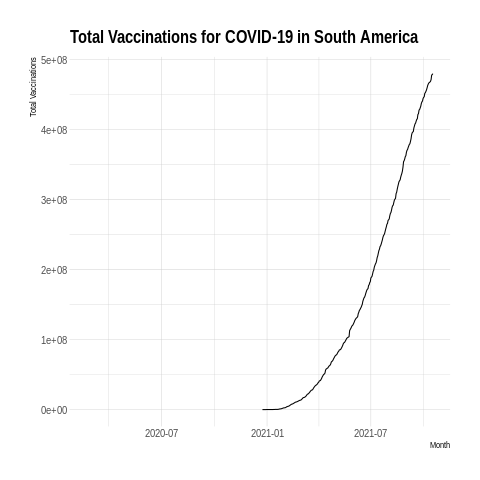 Total Vaccinations for COVID-19 in South America
Total Vaccinations
5e+08
4e+08
3e+08
2e+08
1e+08
0e+00
2020-07 2021-01 2021-07
Month